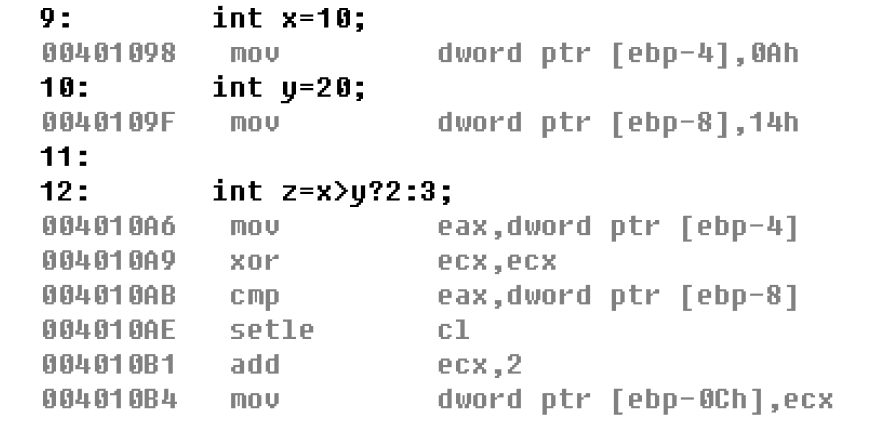 9:        int x=10;
00401098   mov         dword ptr [ebp-4],0Ah
10:       int y=20;
0040109F   mov         dword ptr [ebp-8],14h
11:
12:       int z=x>y?2:3;
004010A6   mov         eax,dword ptr [ebp-4]
004010A9   xor         ecx,ecx
004010AB   cmp         eax,dword ptr [ebp-8]
004010AE   setle       cl
004010B1   add         ecx,2
004010B4   mov         dword ptr [ebp-0Ch],ecx